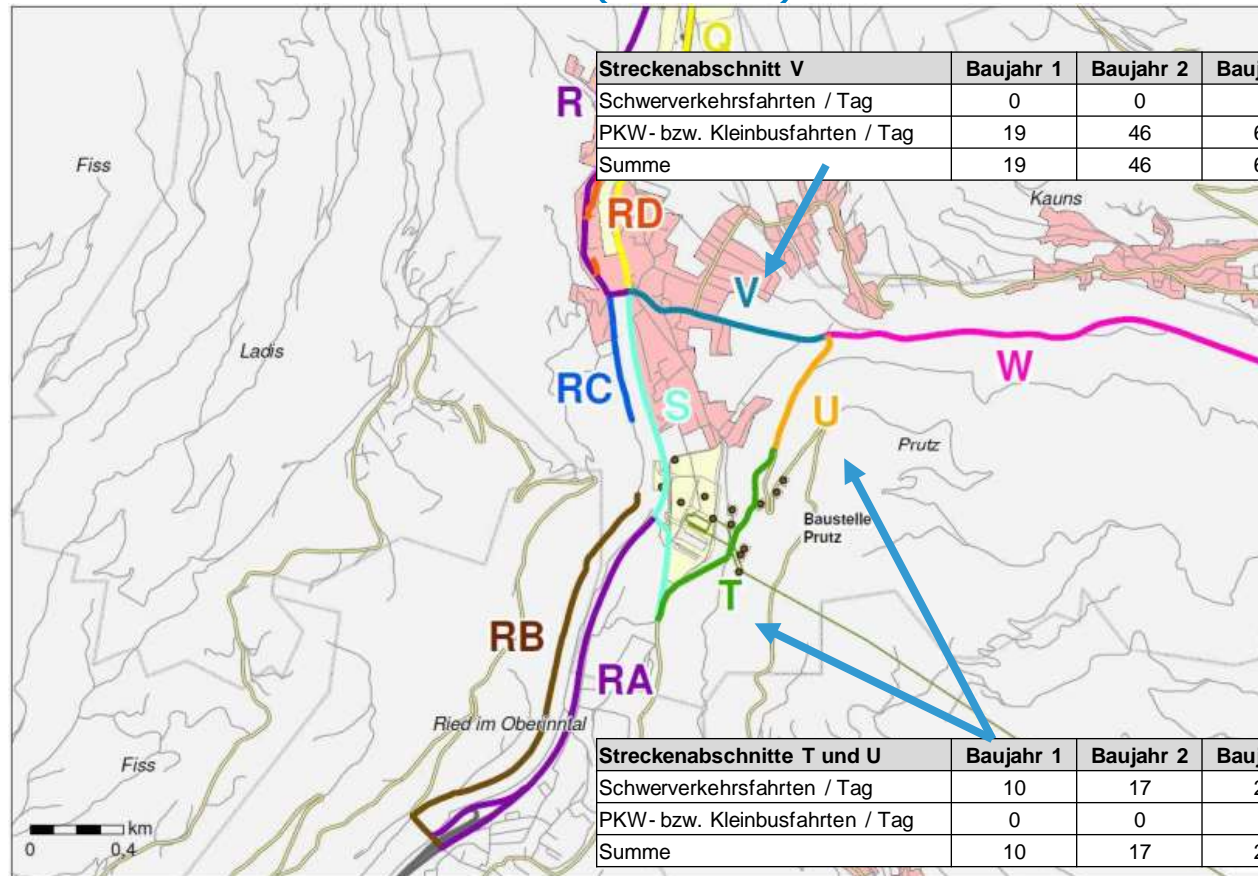 Q
Streckenabschnitt V Baujahr 1 Baujahr 2
Schwerverkehrsfahrten / Tag 0 0
PKW- bzw. Kleinbusfahrten / Tag 19 46
Summe 19 46
R
Fiss
Kauns
RD
V
Ladis
W
RC
S
U
Prutz
Baustelle
Prutz
T
RB
RA
Ried im Oberinntal
Fiss
Streckenabschnitte T und U Baujahr 1 Baujahr 2
Schwerverkehrsfahrten / Tag 10 17
PKW- bzw. Kleinbusfahrten / Tag 0 0
Summe 10 17
km
0 0,4